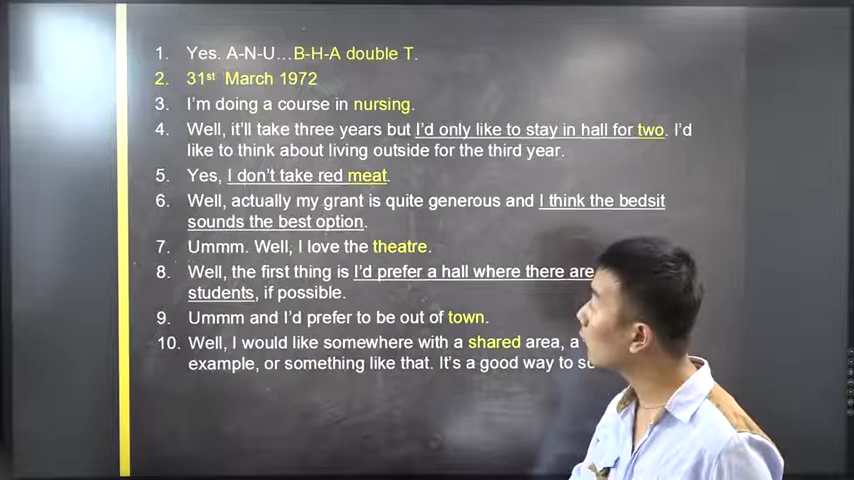 1. Yes. A-N-U…B-H-A double T.
2. 31st March 1972
3. I'm doing a course in nursing.
4. Well, it'll take three years but I'd only like to stay in hall for two. I'd
like to think about living outside for the third year.
5. Yes, I don't take red meat.
6. Well, actually my grant is quite generous and I think the bedsit
sounds the best option.
7. Ummm. Well, I love the theatre.
8. Well, the first thing is I'd prefer a hall where there are
students, if possible.
9. Ummm and I'd prefer to be out of town.
10. Well, I would like somewhere with a shared area, a
example, or something like that. It's a good way to